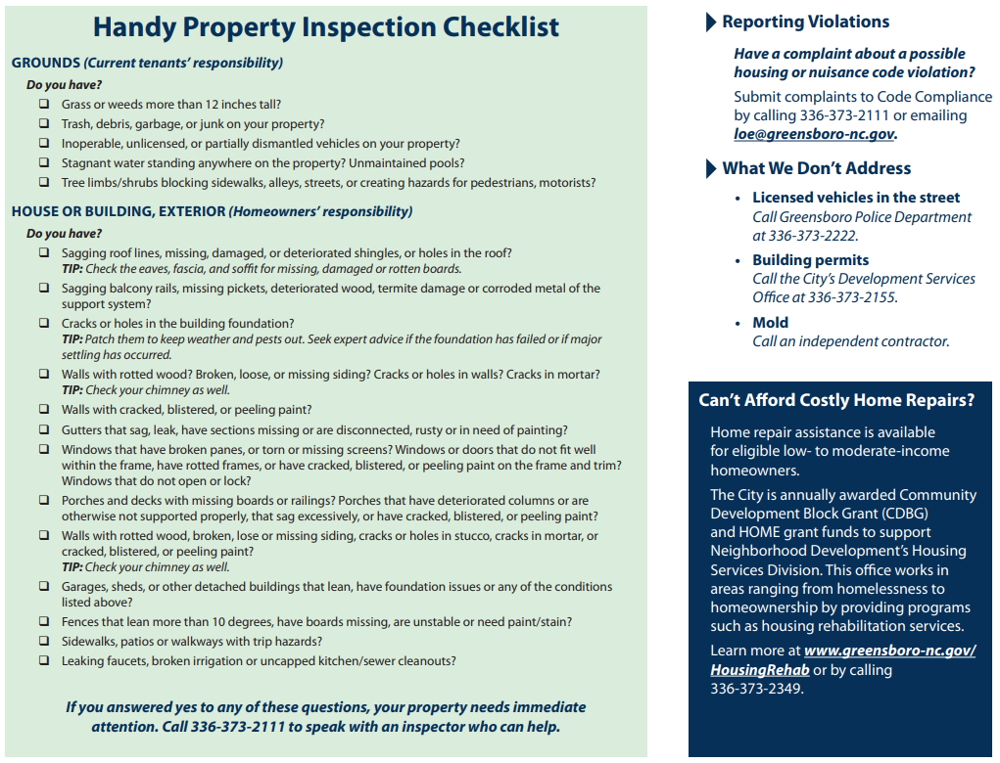 Handy Property Inspection Checklist
GROUNDS (Current tenants' responsibility)
Do you have?
❑ Grass or weeds more than 12 inches tall?
❑ Trash, debris, garbage, or junk on your property?
❑ Inoperable, unlicensed, or partially dismantled vehicles on your property?
❑ Stagnant water standing anywhere on the property? Unmaintained pools?
❑ Tree limbs/shrubs blocking sidewalks, alleys, streets, or creating hazards for pedestrians, motorists?
HOUSE OR BUILDING, EXTERIOR (Homeowners' responsibility)
Do you have?
❑ Sagging roof lines, missing, damaged, or deteriorated shingles, or holes in the roof?
TIP: Check the eaves, fascia, and soffit for missing, damaged or rotten boards.
❑ Sagging balcony rails, missing pickets, deteriorated wood, termite damage or corroded metal of the
support system?
❑ Cracks or holes in the building foundation?
TIP: Patch them to keep weather and pests out. Seek expert advice if the foundation has failed or if major
settling has occurred.
❑ Walls with rotted wood? Broken, loose, or missing siding? Cracks or holes in walls? Cracks in mortar?
TIP: Check your chimney as well.
❑ Walls with cracked, blistered, or peeling paint?
❑ Gutters that sag, leak, have sections missing or are disconnected, rusty or in need of painting?
❑ Windows that have broken panes, or torn or missing screens? Windows or doors that do not fit well
within the frame, have rotted frames, or have cracked, blistered, or peeling paint on the frame and trim?
Windows that do not open or lock?
❑ Porches and decks with missing boards or railings? Porches that have deteriorated columns or are
otherwise not supported properly, that sag excessively, or have cracked, blistered, or peeling paint?
❑ Walls with rotted wood, broken, lose or missing siding, cracks or holes in stucco, cracks in mortar, or
cracked, blistered, or peeling paint?
TIP: Check your chimney as well.
❑ Garages, sheds, or other detached buildings that lean, have foundation issues or any of the conditions
listed above?
❑ Fences that lean more than 10 degrees, have boards missing, are unstable or need paint/stain?
❑ Sidewalks, patios or walkways with trip hazards?
❑ Leaking faucets, broken irrigation or uncapped kitchen/sewer cleanouts?
If you answered yes to any of these questions, your property needs immediate
attention. Call 336-373-2111 to speak with an inspector who can help.
Reporting Violations
Have a complaint about a possible
housing or nuisance code violation?
Submit complaints to Code Compliance
by calling 336-373-2111 or emailing
loe@greensboro-nc.gov.
What We Don't Address
• Licensed vehicles in the street
Call Greensboro Police Department
at 336-373-2222.
• Building permits
Call the City's Development Services
Office at 336-373-2155.
• Mold
Call an independent contractor.
Can't Afford Costly Home Repairs?
Home repair assistance is available
for eligible low- to moderate-income
homeowners.
The City is annually awarded Community
Development Block Grant (CDBG)
and HOME grant funds to support
Neighborhood Development's Housing
Services Division. This office works in
areas ranging from homelessness to
homeownership by providing programs
such as housing rehabilitation services.
Learn more at www.greensboro-nc.gov/
HousingRehab or by calling
336-373-2349.